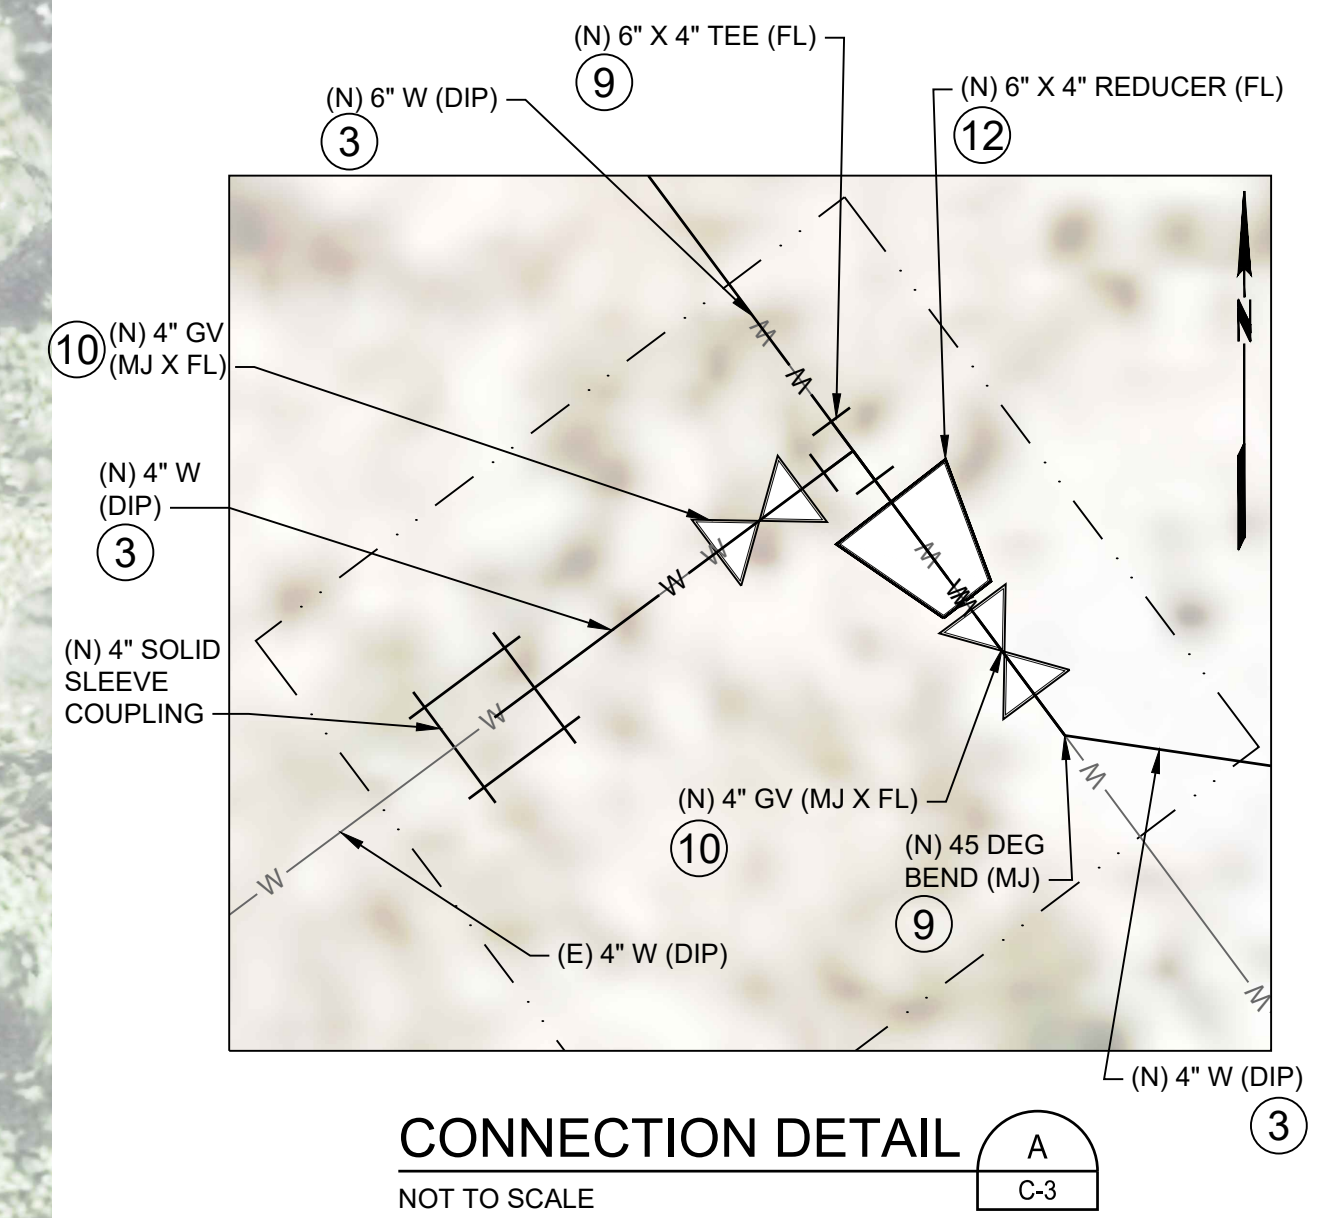 (N) 6" X 4" TEE (FL)
9
(N) 6" W (DIP)
3
(N) 6" X 4" REDUCER (FL)
12
10
(N) 4" GV
(MJ X FL)
N
W
W
(N) 4" W
(DIP)
3
W
W
W
W
W
(N) 4" SOLID
SLEEVE
COUPLING
W
W
(N) 4" GV (MJ X FL)
10
(N) 45 DEG
BEND (MJ)
9
W
W
(E) 4" W (DIP)
(N) 4" W (DIP)
3
CONNECTION DETAIL
NOT TO SCALE
A
C-3